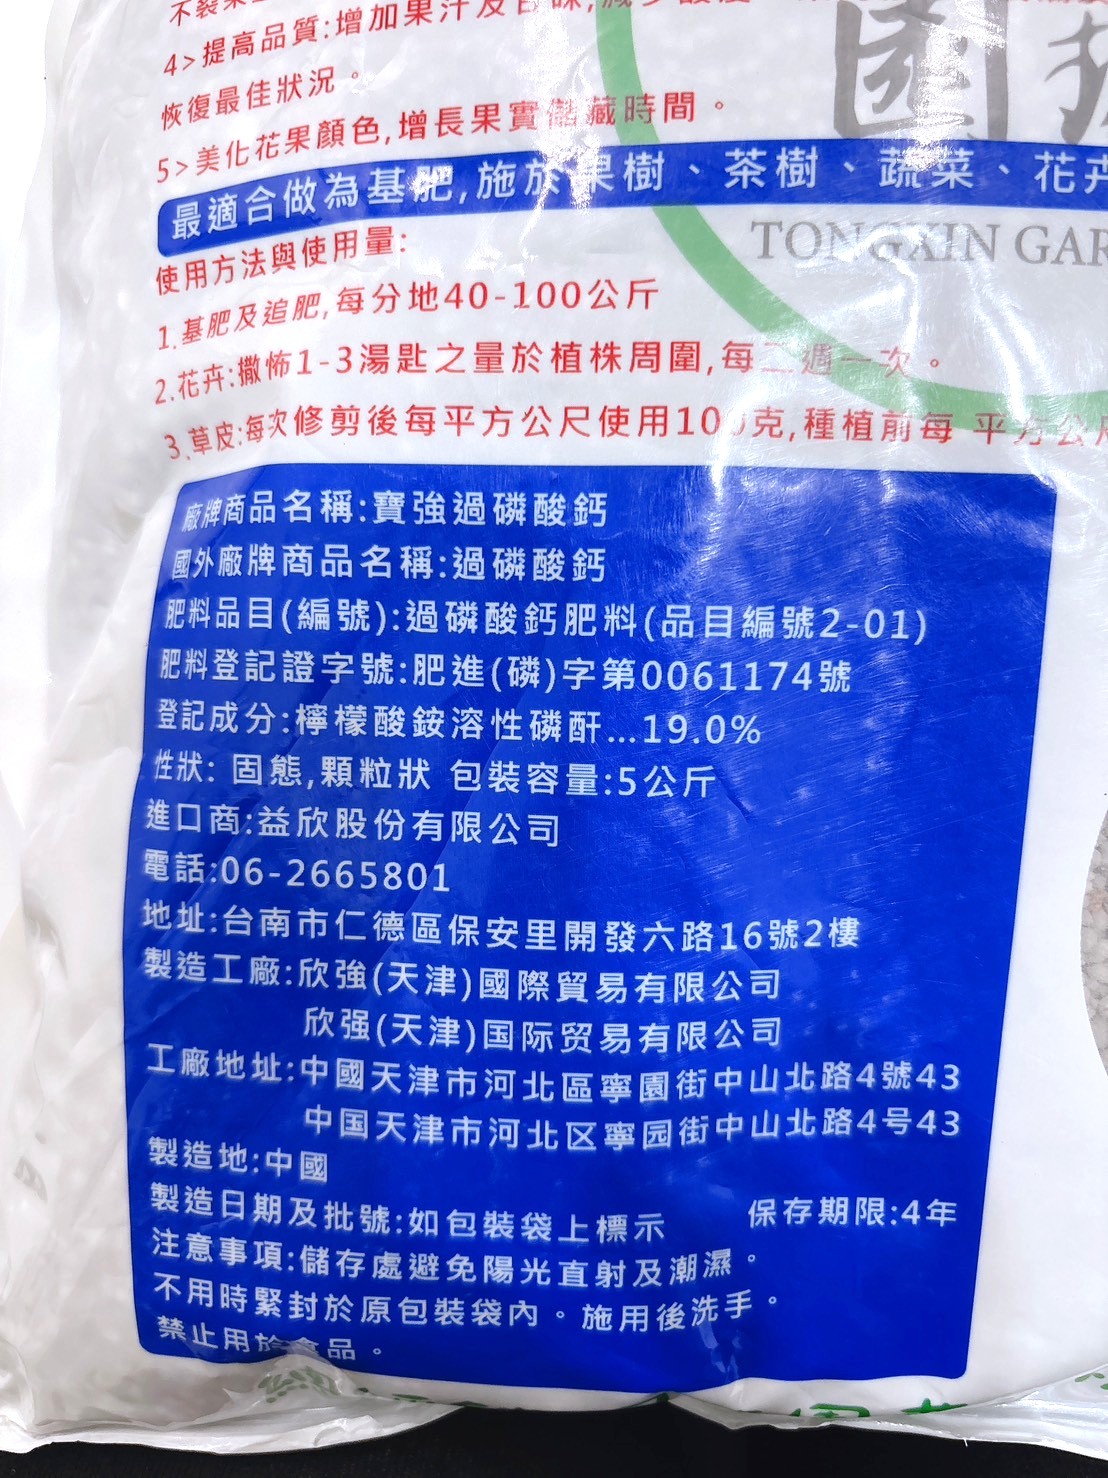 4>提高品質:增加果汁及
恢復最佳狀況。
5>美化花果顏色,增長果實儲藏時間。
最適合做為基肥,施於果樹、茶樹、蔬菜、花卉
TONGXIN GAR
使用方法與使用量:
1.基肥及追肥,每分地40-100公斤
2.花卉:撒怖1-3湯匙之量於植株周圍,每二週一次。
3.草皮:每次修剪後每平方公尺使用100克,種植前每 平方公尺
廠牌商品名稱:寶強過磷酸鈣
國外廠牌商品名稱:過磷酸鈣
肥料品目(編號):過磷酸鈣肥料(品目編號2-01)
肥料登記證字號:肥進(磷)字第0061174號
登記成分:檸檬酸銨溶性磷酐...19.0%
性狀: 固態,顆粒狀 包裝容量:5公斤
進口商:益欣股份有限公司
電話:06-2665801
地址:台南市仁德區保安里開發六路16號2樓
製造工廠:欣強(天津)國際貿易有限公司
欣强(天津)国际贸易有限公司
工廠地址:中國天津市河北區寧園街中山北路4號43
中国天津市河北区寧园街中山北路4号43
製造地:中國
製造日期及批號:如包裝袋上標示 保存期限:4年
注意事項:儲存處避免陽光直射及潮濕。
不用時緊封於原包裝袋內。施用後洗手。
禁止用於食品。